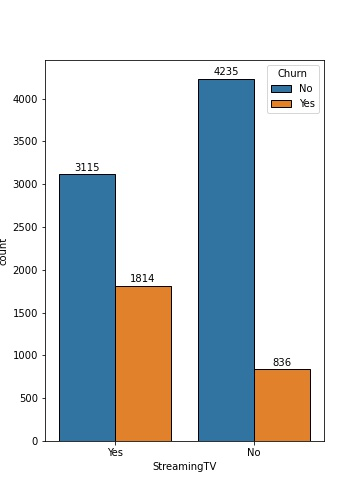 4235
Churn
No
Yes
4000
3500
3115
3000
2500
count
2000
1814
1500
1000
836
500
0
Yes
No
StreamingTV